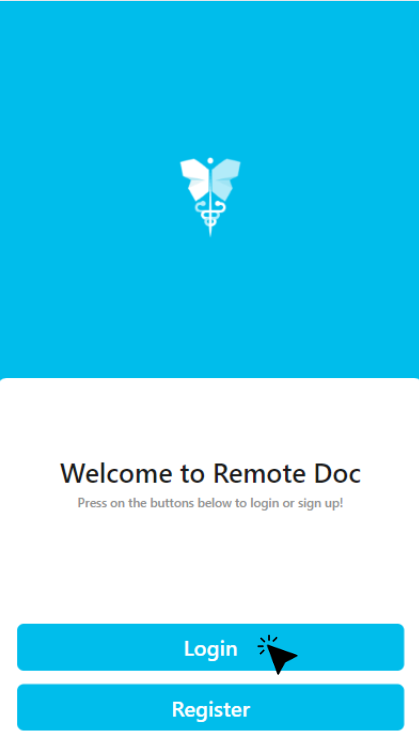 Welcome to Remote Doc
Press on the buttons below to login or sign up!
Login
Register